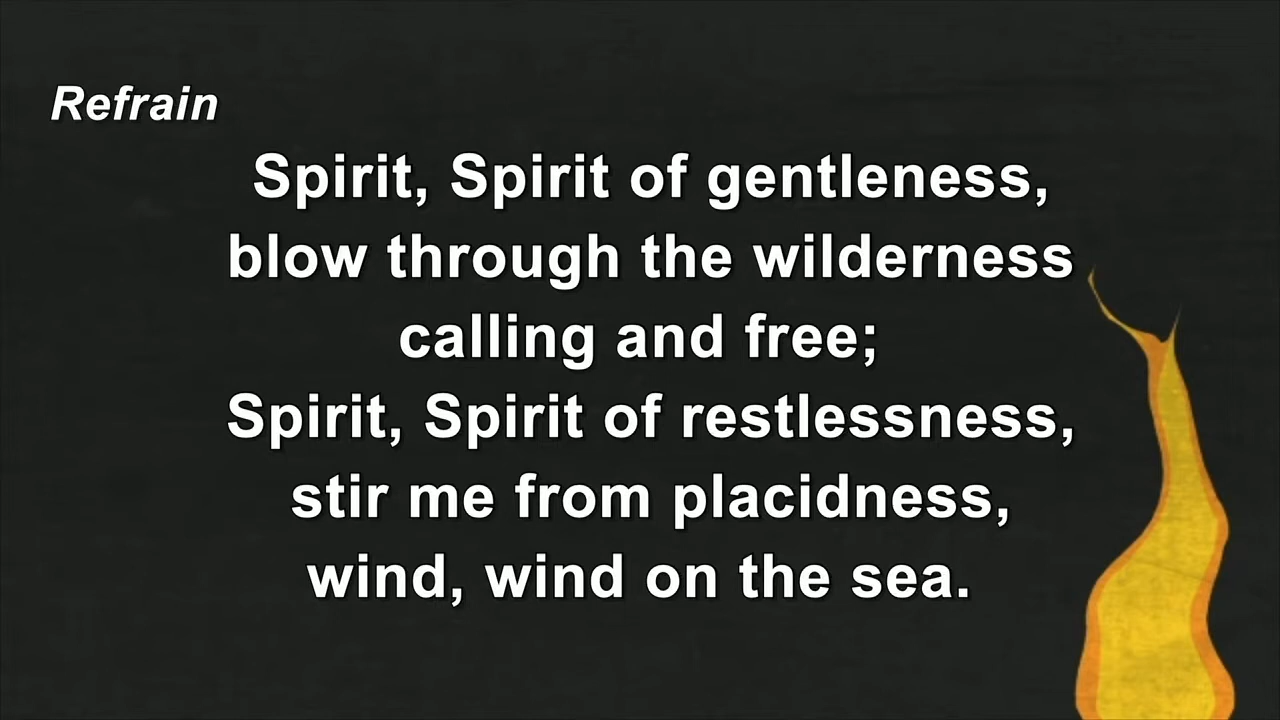 Refrain
Spirit, Spirit of gentleness,
blow through the wilderness
calling and free;
Spirit, Spirit of restlessness,
stir me from placidness,
wind, wind on the sea.